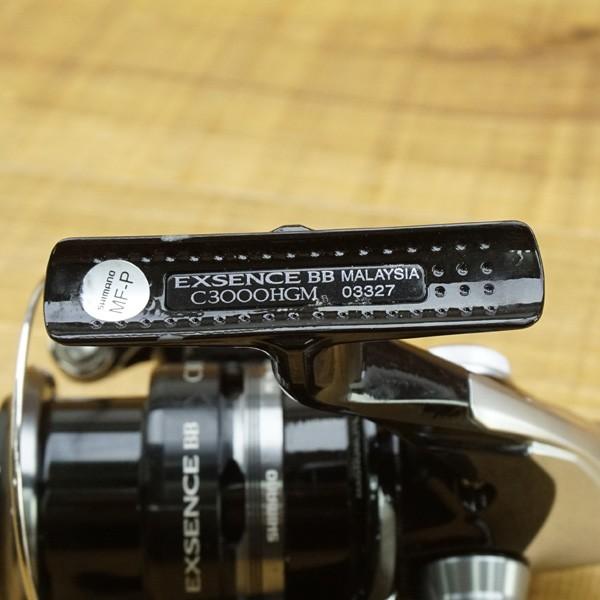 EXSENCE BB MALAYSIA
C3000HGM 03327
SHIMANO
MF-P
EXSENCE BB
SHIMANO